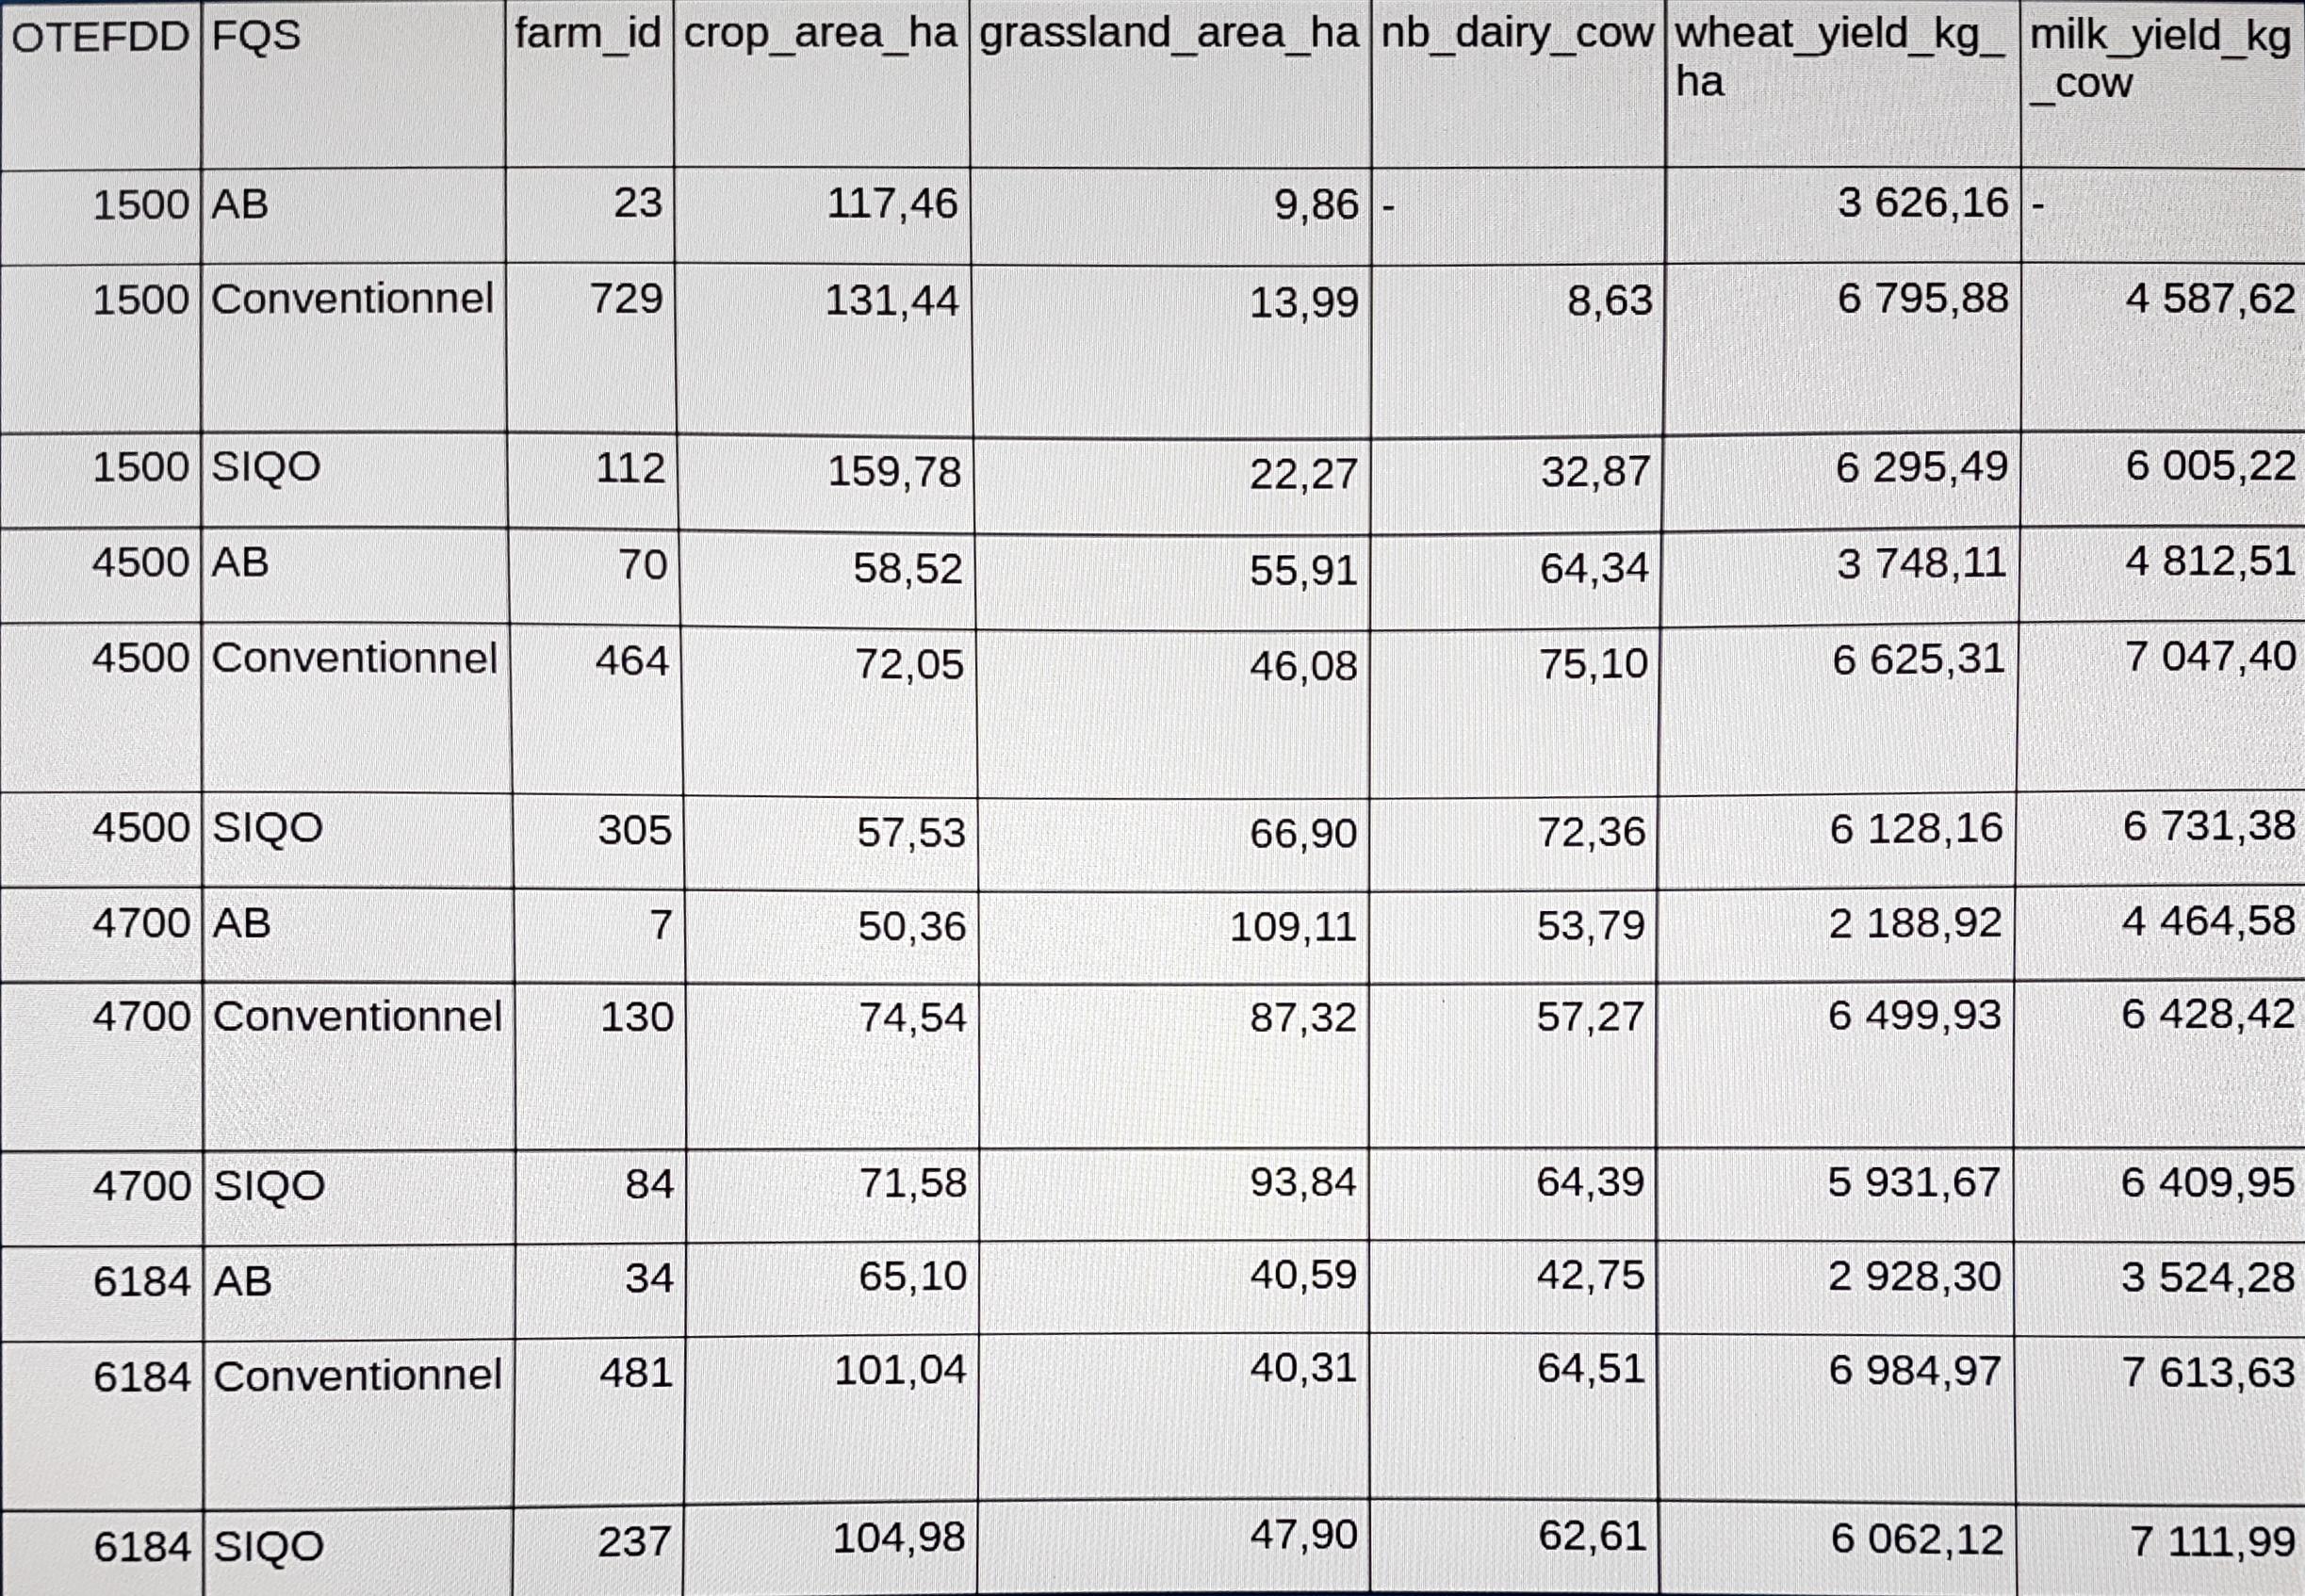 OTEFDD FQS farm_id crop_area_ha grassland_area_ha nb_dairy_cow wheat_yield_kg_ milk_yield_kg
ha _cow
1500 AB 23 117,46 9,86 - 3 626,16 -
1500 Conventionnel 729 131,44 13,99 8,63 6 795,88 4 587,62
1500 SIQO 112 159,78 22,27 32,87 6 295,49 6 005,22
4500 AB 70 58,52 55,91 64,34 3 748,11 4 812,51
4500 Conventionnel 464 72,05 46,08 75,10 6 625,31 7 047,40
4500 SIQO 305 57,53 66,90 72,36 6 128,16 6 731,38
4700 AB 7 50,36 109,11 53,79 2 188,92 4 464,58
4700 Conventionnel 130 74,54 87,32 57,27 6 499,93 6 428,42
4700 SIQO 84 71,58 93,84 64,39 5 931,67 6 409,95
6184 AB 34 65,10 40,59 42,75 2 928,30 3 524,28
6184 Conventionnel 481 101,04 40,31 64,51 6 984,97 7 613,63
6184 SIQO 237 104,98 47,90 62,61 6 062,12 7 111,99